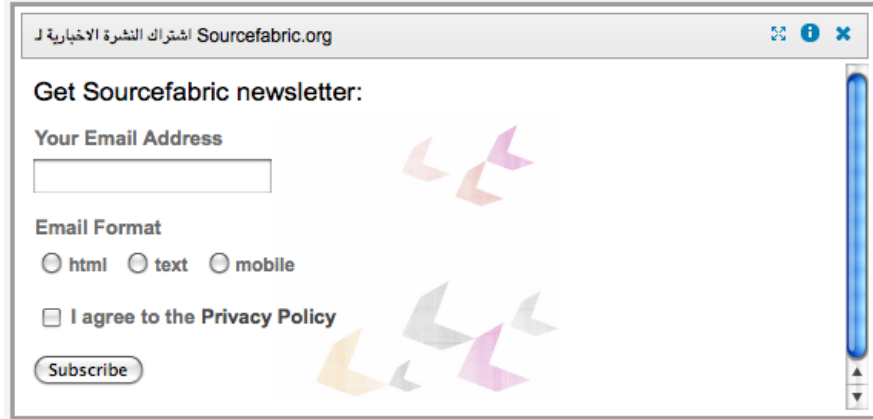 اشتراك النشرة الاخبارية لـ Sourcefabric.org
Get Sourcefabric newsletter:
Your Email Address
Email Format
html text mobile
I agree to the Privacy Policy
Subscribe